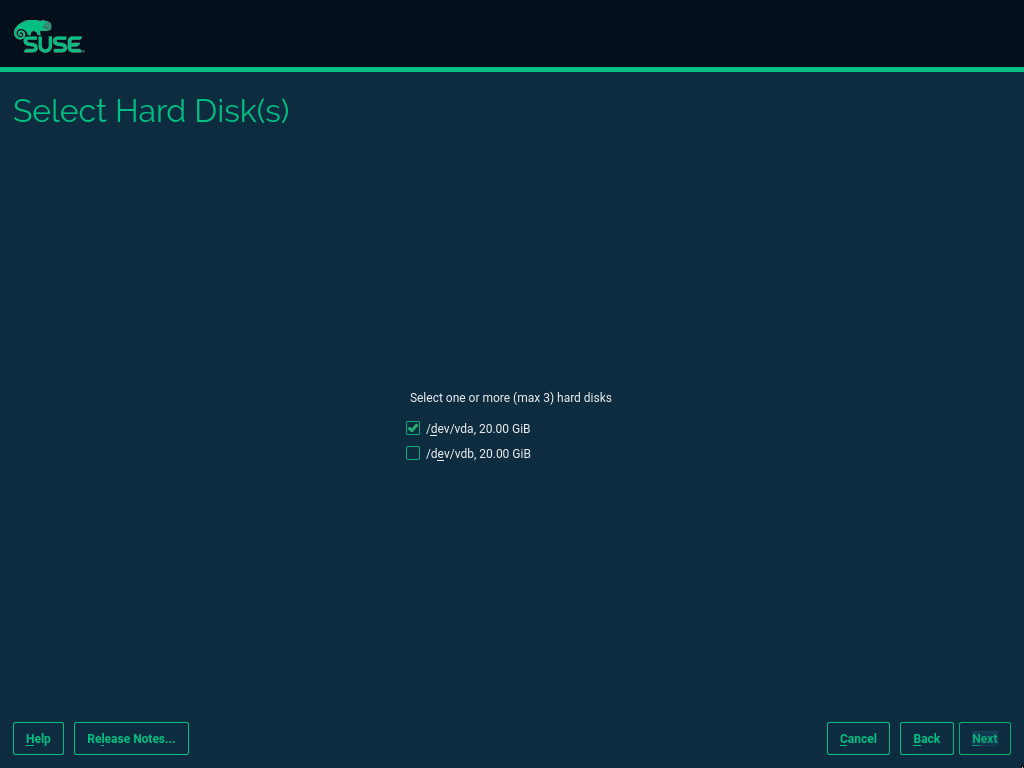 SUSE
Select Hard Disk(s)
Select one or more (max 3) hard disks
/dev/vda, 20.00 GiB
/dev/vdb, 20.00 GiB
Help
Release Notes...
Cancel
Back
Next